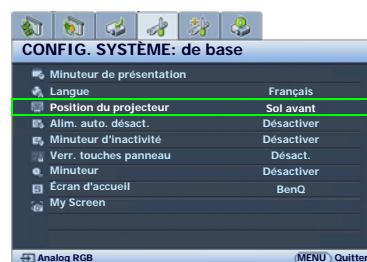 CONFIG. SYSTÈME: de base
Minuteur de présentation
Langue Français
Position du projecteur Sol avant
Alim. auto. désact. Désactiver
Minuteur d'inactivité Désactiver
Verr. touches panneau Désact.
Minuteur Désactiver
Écran d'accueil BenQ
My Screen
Analog RGB MENU Quitter